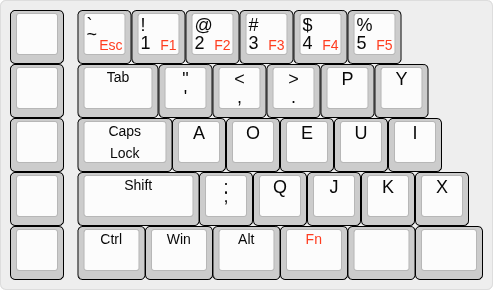 ` ! @ # $ %
~ Esc 1 F1 2 F2 3 F3 4 F4 5 F5
Tab " < > P Y
' , .
Caps A O E U I
Lock
Shift : Q J K X
;
Ctrl Win Alt Fn